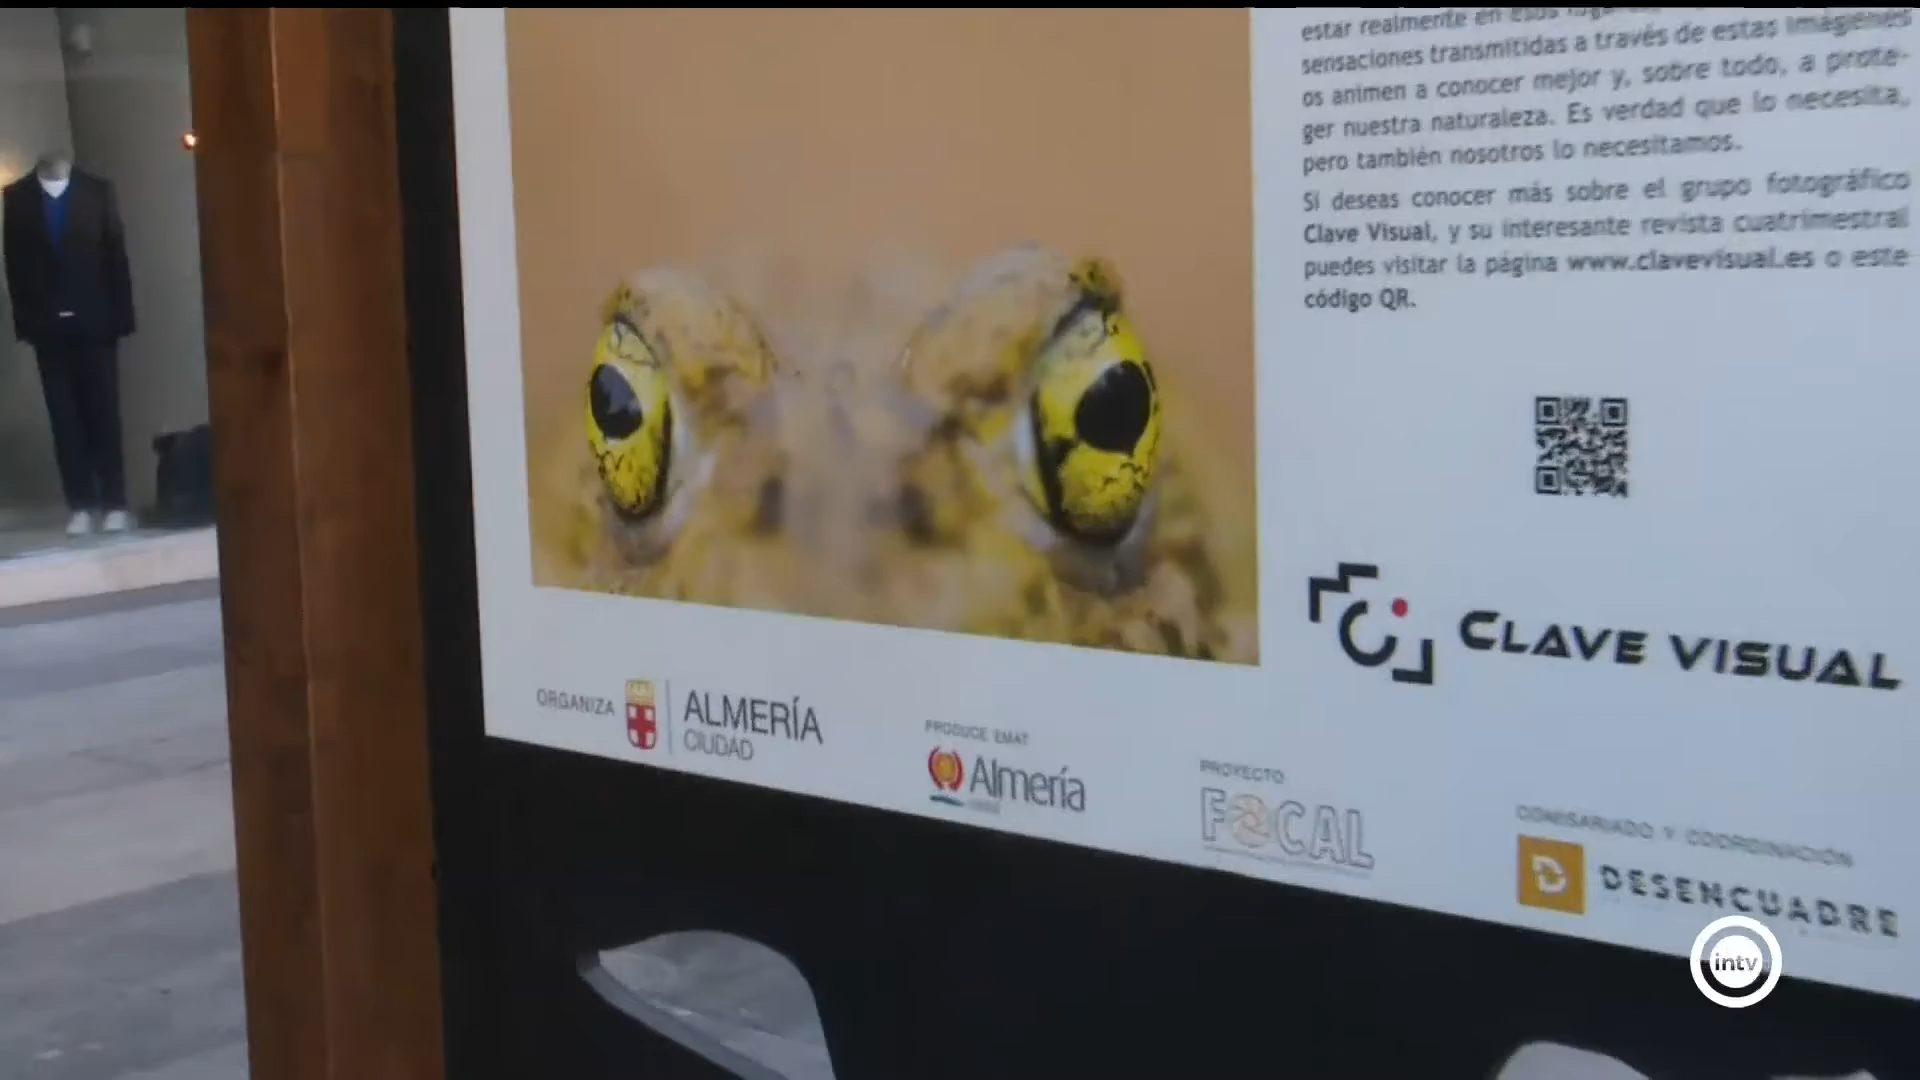 estar realmente en esos
sensaciones transmitidas a través de estas imágenes
os animen a conocer mejor y, sobre todo, a prote-
ger nuestra naturaleza. Es verdad que lo necesita,
pero también nosotros lo necesitamos.
Si deseas conocer más sobre el grupo fotográfico
Clave Visual, y su interesante revista cuatrimestral
puedes visitar la página www.clavevisual.es o este
código QR.
CLAVE VISUAL
ORGANIZA
ALMERÍA
CIUDAD
PRODUCE EMAT
Almería
PROYECTO
FOCAL
COMISARIADO Y COORDINACIÓN
DESENCUADRE
intv